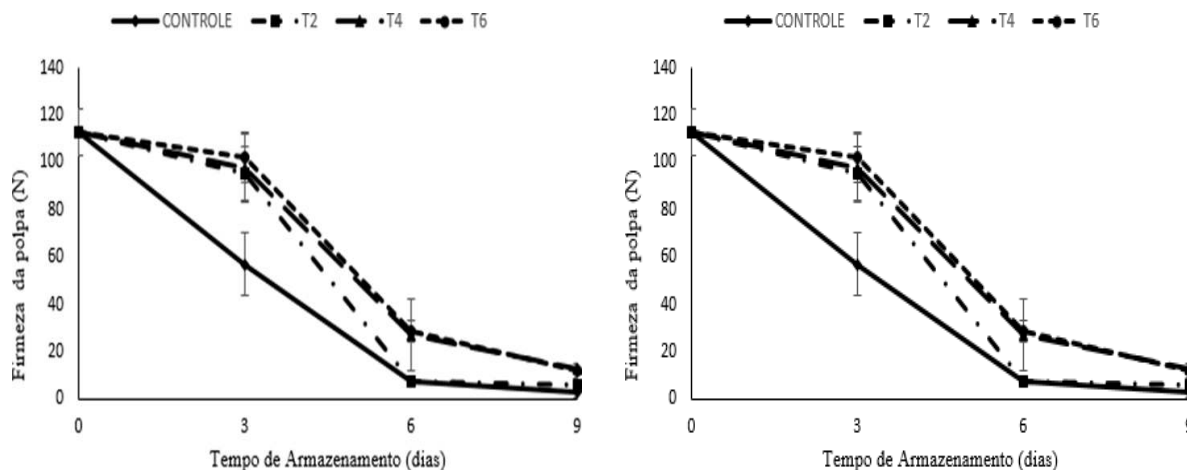 CONTROLE T2 T4 T6
140
120
100
80
60
40
20
0
Firmeza da polpa (N)
0 3 6 9
Tempo de Armazenamento (dias)
CONTROLE T2 T4 T6
140
120
100
80
60
40
20
0
Firmeza da polpa (N)
0 3 6 9
Tempo de Armazenamento (dias)